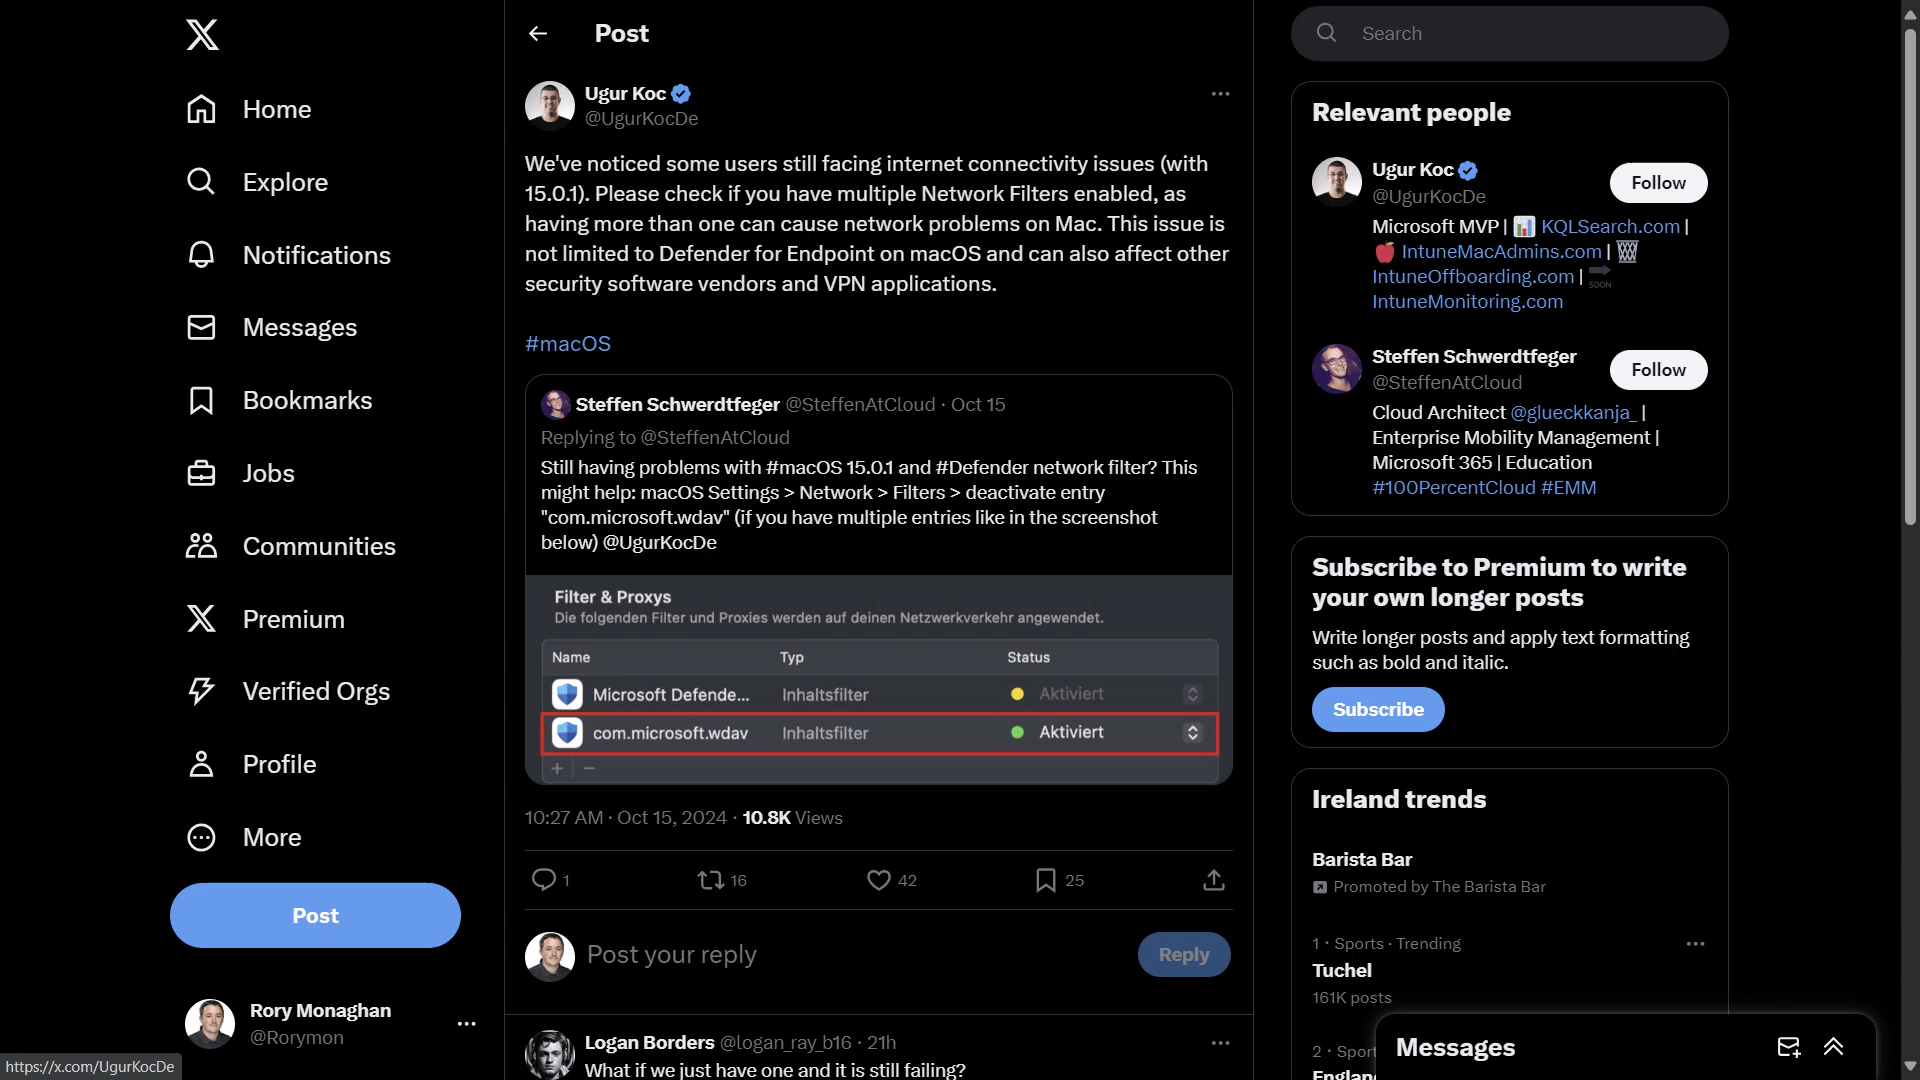 Home
Explore
Notifications
Messages
Bookmarks
Jobs
Communities
Premium
Verified Orgs
Profile
More
Post
Rory Monaghan
@Rorymon
https://x.com/UgurKocDe
Post
Ugur Koc
@UgurKocDe
We've noticed some users still facing internet connectivity issues (with
15.0.1). Please check if you have multiple Network Filters enabled, as
having more than one can cause network problems on Mac. This issue is
not limited to Defender for Endpoint on macOS and can also affect other
security software vendors and VPN applications.
#macOS
Steffen Schwerdtfeger @SteffenAtCloud · Oct 15
Replying to @SteffenAtCloud
Still having problems with #macOS 15.0.1 and #Defender network filter? This
might help: macOS Settings > Network > Filters > deactivate entry
"com.microsoft.wdav" (if you have multiple entries like in the screenshot
below) @UgurKocDe
Filter & Proxys
Die folgenden Filter und Proxies werden auf deinen Netzwerkverkehr angewendet.
Name Typ Status
Microsoft Defende... Inhaltsfilter Aktiviert
com.microsoft.wdav Inhaltsfilter Aktiviert
+ −
10:27 AM · Oct 15, 2024 · 10.8K Views
1 16 42 25
Post your reply
Reply
Logan Borders @logan_ray_b16 · 21h
What if we just have one and it is still failing?
Search
Relevant people
Ugur Koc
@UgurKocDe
Follow
Microsoft MVP | 📊 KQLSearch.com |
🍎 IntuneMacAdmins.com | 🗑
IntuneOffboarding.com | 🔜
IntuneMonitoring.com
Steffen Schwerdtfeger
@SteffenAtCloud
Follow
Cloud Architect @glueckkanja_ |
Enterprise Mobility Management |
Microsoft 365 | Education
#100PercentCloud #EMM
Subscribe to Premium to write
your own longer posts
Write longer posts and apply text formatting
such as bold and italic.
Subscribe
Ireland trends
Barista Bar
Promoted by The Barista Bar
1 · Sports · Trending
Tuchel
161K posts
2 · Sport
Messages